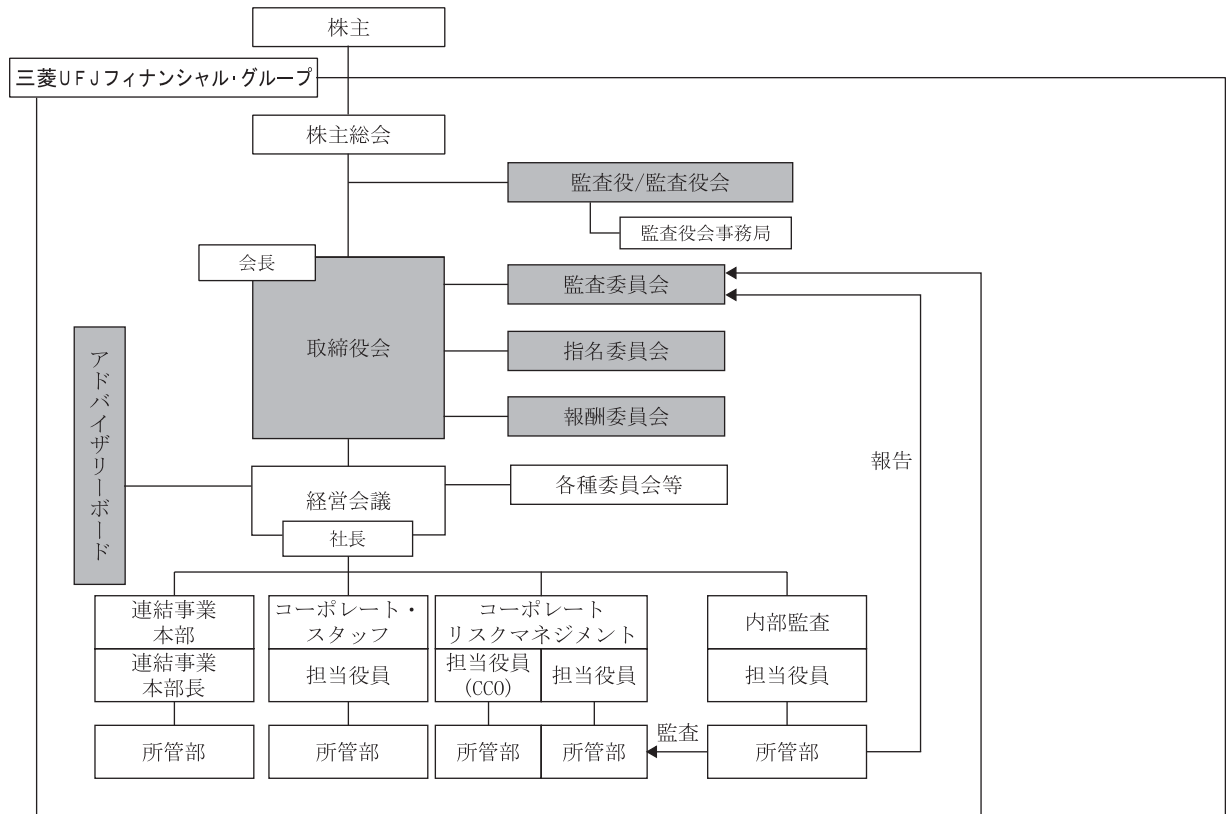 株主
三菱UFJフィナンシャル・グループ
株主総会
監査役/監査役会
監査役会事務局
会長
監査委員会
取締役会
指名委員会
報酬委員会
アドバイザリーボード
報告
経営会議
各種委員会等
社長
連結事業
本部
コーポレート・
スタッフ
コーポレート
リスクマネジメント
内部監査
連結事業
本部長
担当役員
担当役員
(CCO)
担当役員
担当役員
所管部
所管部
所管部
所管部
監査
所管部